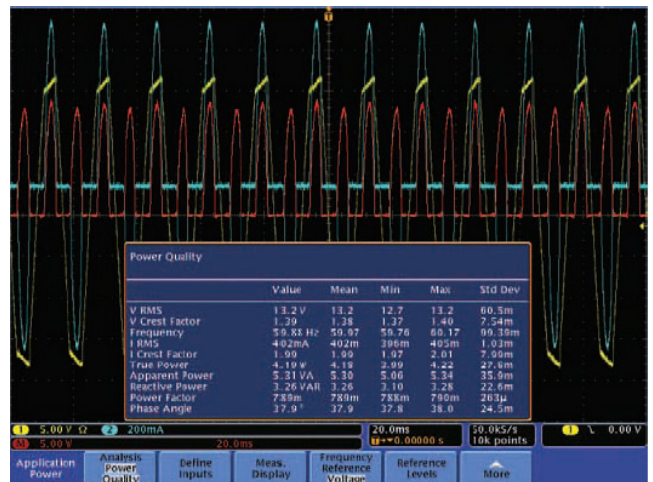 T
Power Quality
Value Mean Min Max Std Dev
V RMS 13.2 V 13.2 12.7 13.2 60.5m
V Crest Factor 1.39 1.38 1.37 1.40 7.54m
Frequency 59.88 Hz 59.97 59.76 60.17 99.39m
I RMS 402mA 402m 396m 405m 1.03m
I Crest Factor 1.99 1.99 1.97 2.01 7.99m
True Power 4.19 W 4.18 3.99 4.22 27.8m
Apparent Power 5.31 VA 5.30 5.06 5.34 35.9m
Reactive Power 3.26 VAR 3.26 3.10 3.28 22.6m
Power Factor 789m 789m 788m 790m 263µ
Phase Angle 37.9 ° 37.9 37.8 38.0 24.5m
1 5.00 V Ω 2 200mA 20.0ms 50.0kS/s 1 0.00 V
M 5.00 V 20.0ms T 0.00000 s 10k points
Application Power
Analysis Power Quality
Define Inputs
Meas. Display
Frequency Reference Voltage
Reference Levels
More